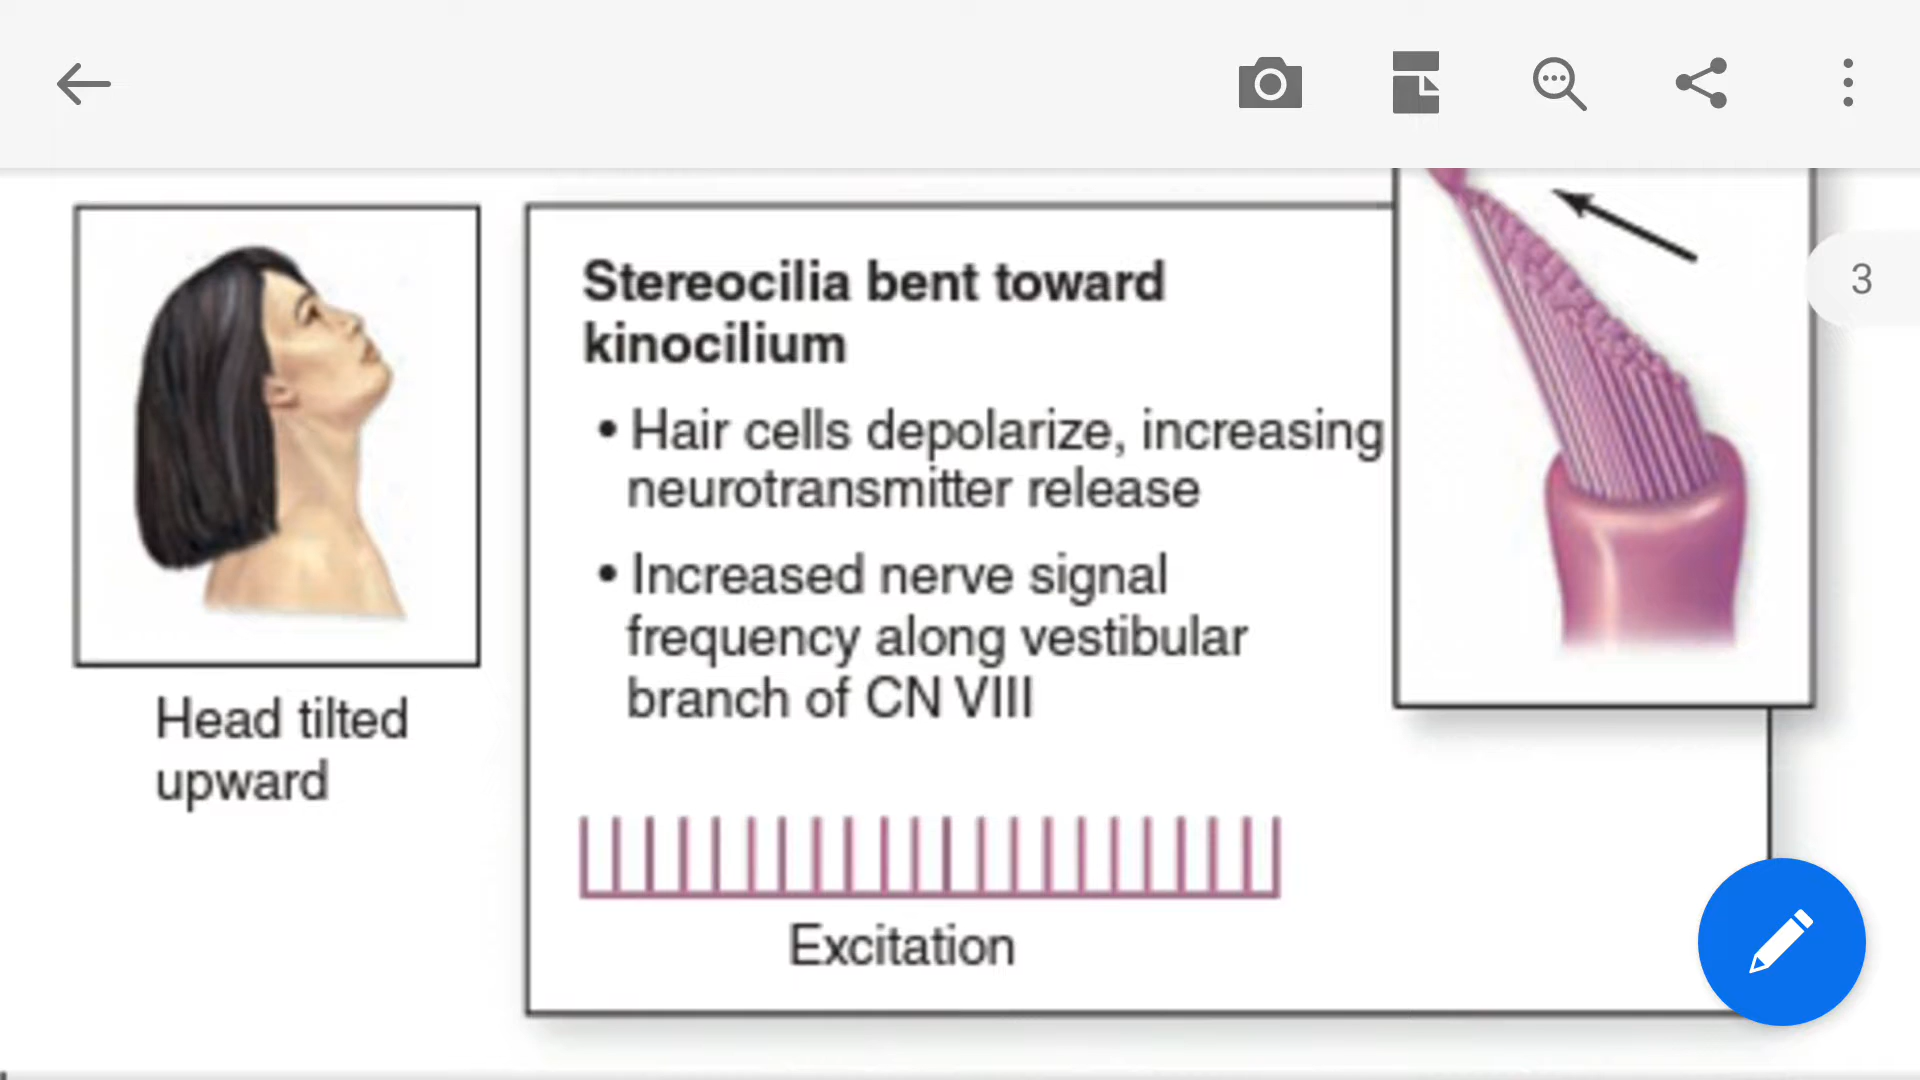 3
Stereocilia bent toward
kinocilium
• Hair cells depolarize, increasing
neurotransmitter release
• Increased nerve signal
frequency along vestibular
branch of CN VIII
Head tilted
upward
Excitation